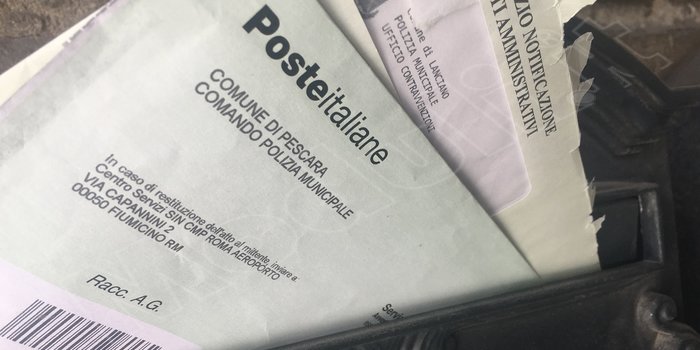 Posteitaliane
COMUNE DI PESCARA
COMANDO POLIZIA MUNICIPALE
In caso di restituzione dell'atto al mittente, inviare a
Centro Servizi SIN CMP ROMA AEROPORTO
VIA CAPANNINI 2
00050 FIUMICINO RM
Racc. A.G.
di LANCIANO
POLIZIA MUNICIPALE
UFFICIO CONTRAVVENZIONI
NOTIFICAZIONE
AMMINISTRATIVI